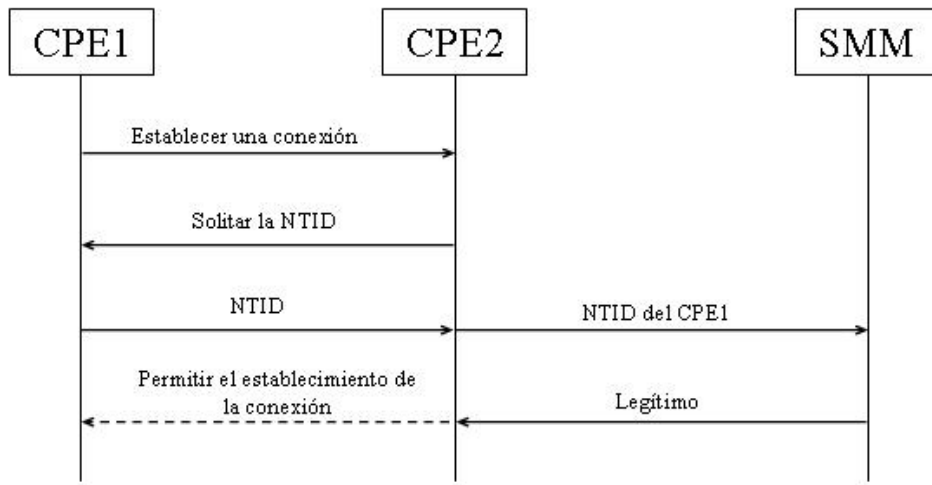 CPE1
CPE2
SMM
Establecer una conexión
Solitar la NTID
NTID
NTID del CPE1
Permitir el establecimiento de
la conexión
Legítimo